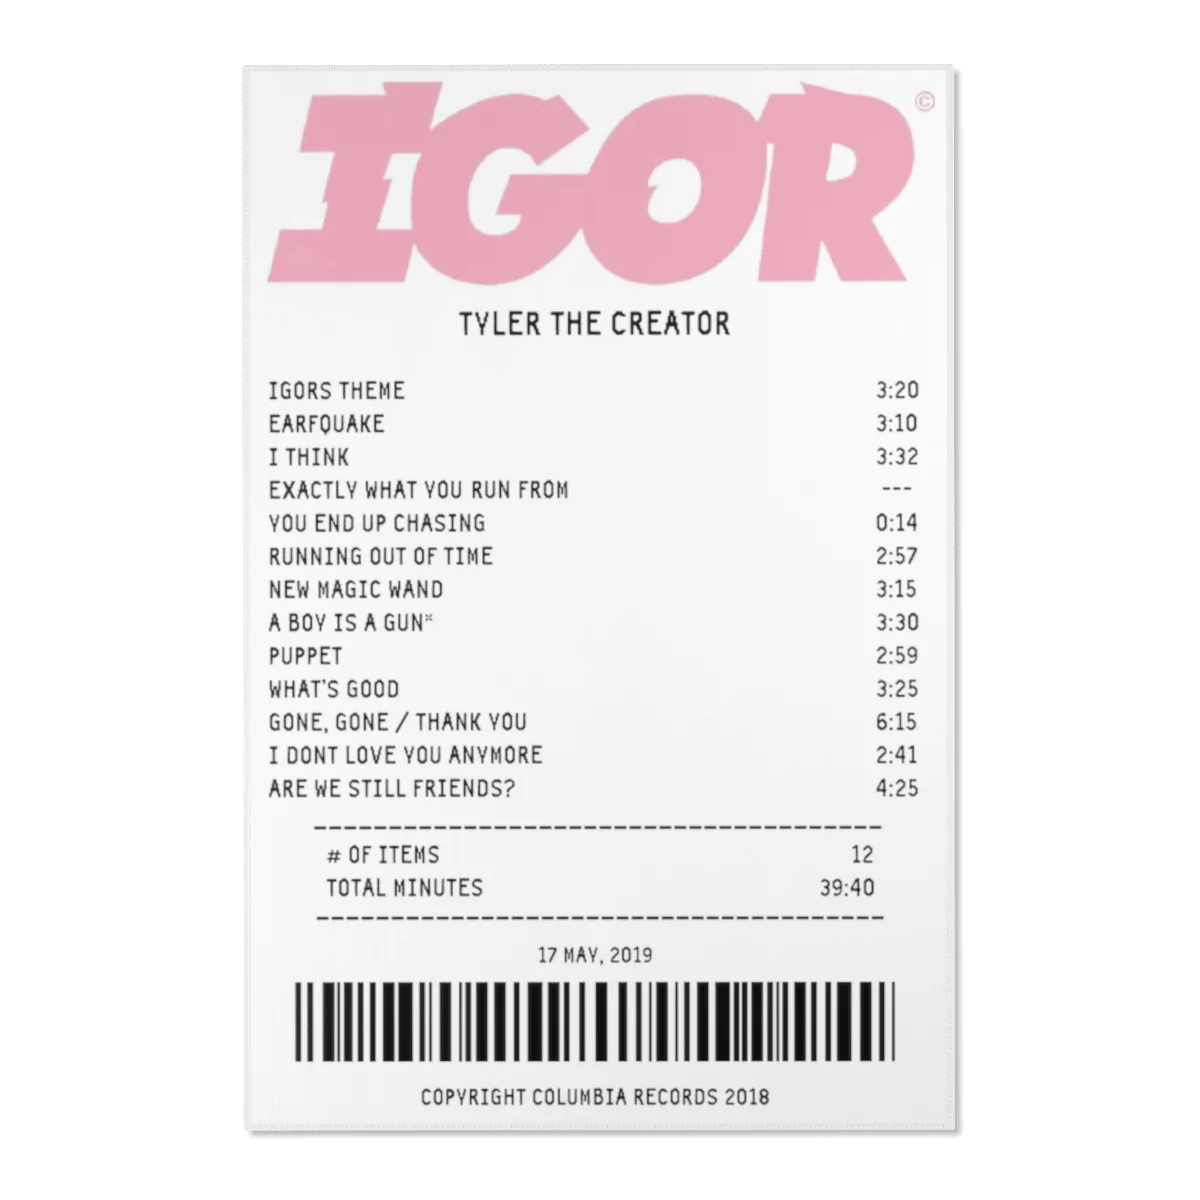 IGOR ©
TYLER THE CREATOR
IGORS THEME 3:20
EARFQUAKE 3:10
I THINK 3:32
EXACTLY WHAT YOU RUN FROM ---
YOU END UP CHASING 0:14
RUNNING OUT OF TIME 2:57
NEW MAGIC WAND 3:15
A BOY IS A GUN* 3:30
PUPPET 2:59
WHAT'S GOOD 3:25
GONE, GONE / THANK YOU 6:15
I DONT LOVE YOU ANYMORE 2:41
ARE WE STILL FRIENDS? 4:25
# OF ITEMS 12
TOTAL MINUTES 39:40
17 MAY, 2019
COPYRIGHT COLUMBIA RECORDS 2018